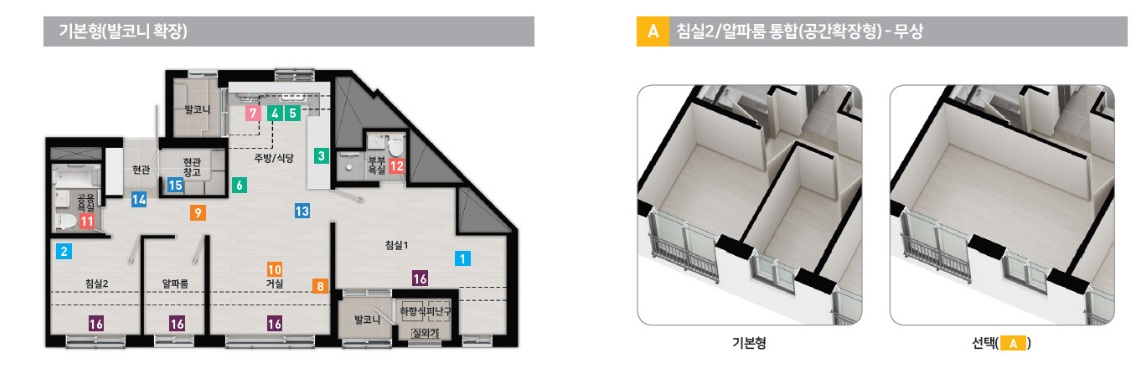 기본형(발코니 확장)
A 침실2/알파룸 통합(공간확장형) - 무상
발코니
7
4
5
주방/식당
3
현관
현관
창고
15
14
6
부부
욕실
12
공용
욕실
11
9
13
2
침실1
1
10
16
침실2
알파룸
거실
8
발코니
하향식피난구
실외기
16
16
16
기본형
선택( A )